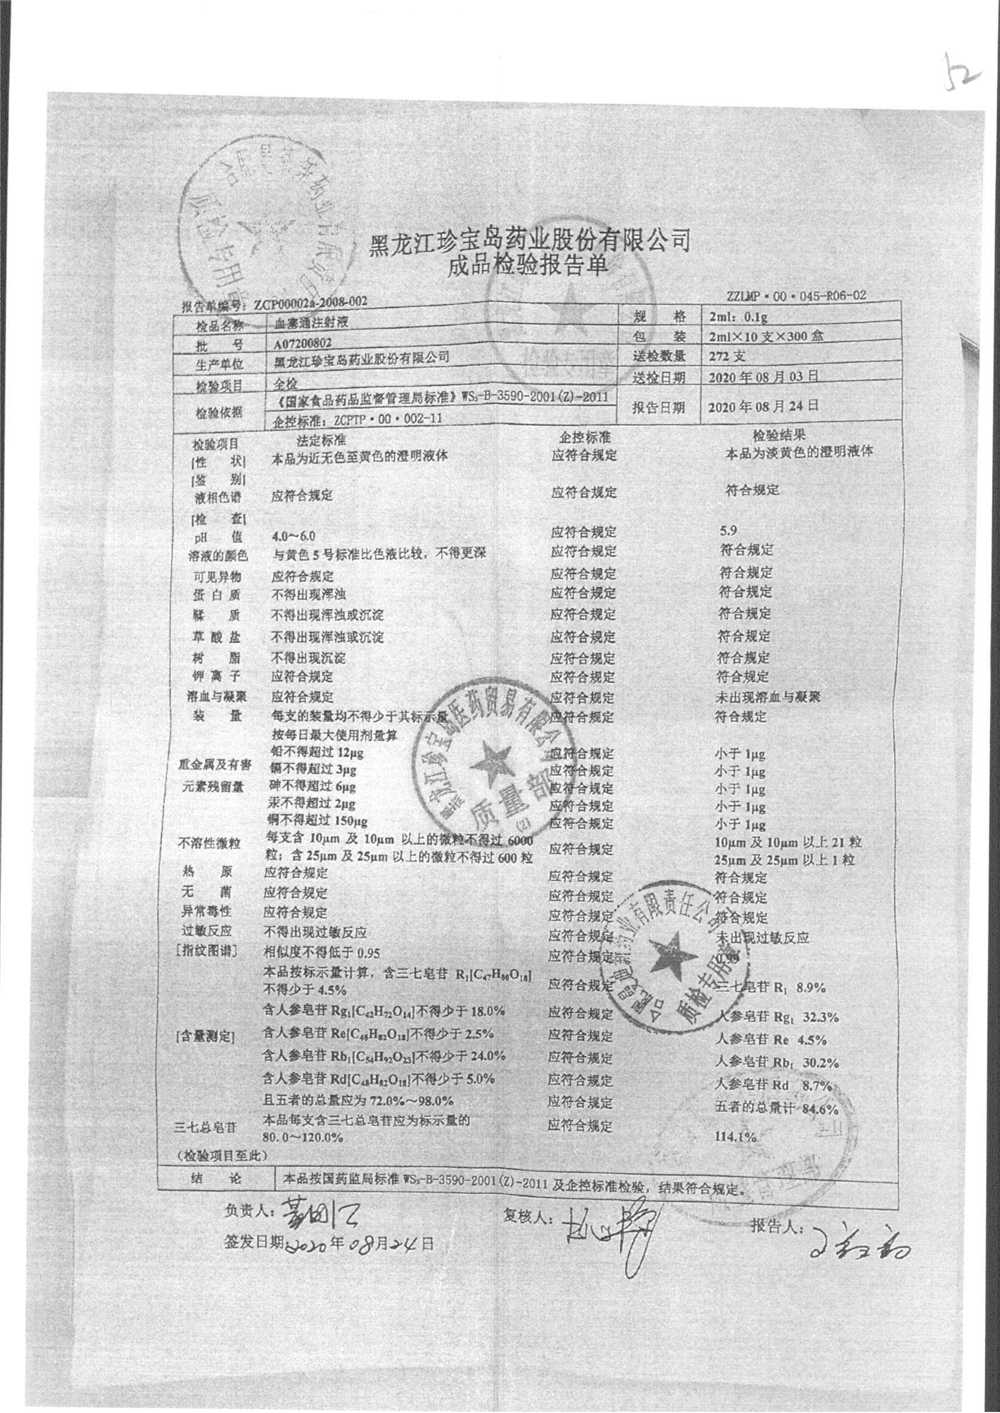 52
黑龙江珍宝岛药业股份有限公司
成品检验报告单
ZZLMP·00·045-R06-02
报告单编号: ZCP00002a-2008-002
检品名称 血塞通注射液 规 格 2ml: 0.1g
批 号 A07200802 包 装 2ml×10支×300盒
生产单位 黑龙江珍宝岛药业股份有限公司 送检数量 272支
检验项目 全检 送检日期 2020年08月03日
检验依据 《国家食品药品监督管理局标准》WS₃-B-3590-2001(Z)-2011
企控标准: ZCPTP·00·002-11 报告日期 2020年08月24日
检验项目 法定标准 企控标准 检验结果
[性 状] 本品为近无色至黄色的澄明液体 应符合规定 本品为淡黄色的澄明液体
[鉴 别]
液相色谱 应符合规定 应符合规定 符合规定
[检 查]
pH 值 4.0～6.0 应符合规定 5.9
溶液的颜色 与黄色5号标准比色液比较，不得更深 应符合规定 符合规定
可见异物 应符合规定 应符合规定 符合规定
蛋白质 不得出现浑浊 应符合规定 符合规定
鞣 质 不得出现浑浊或沉淀 应符合规定 符合规定
草酸盐 不得出现浑浊或沉淀 应符合规定 符合规定
树 脂 不得出现沉淀 应符合规定 符合规定
钾离子 应符合规定 应符合规定 符合规定
溶血与凝聚 应符合规定 应符合规定 未出现溶血与凝聚
装 量 每支的装量均不得少于其标示量 应符合规定 符合规定
按每日最大使用剂量算
铅不得超过12μg 应符合规定 小于1μg
重金属及有害 镉不得超过3μg 应符合规定 小于1μg
元素残留量 砷不得超过6μg 应符合规定 小于1μg
汞不得超过2μg 应符合规定 小于1μg
铜不得超过150μg 应符合规定 小于1μg
不溶性微粒 每支含10μm及10μm以上的微粒不得过6000 应符合规定 10μm及10μm以上21粒
粒；含25μm及25μm以上的微粒不得过600粒 25μm及25μm以上1粒
热 原 应符合规定 应符合规定 符合规定
无 菌 应符合规定 应符合规定 符合规定
异常毒性 应符合规定 应符合规定 符合规定
过敏反应 不得出现过敏反应 应符合规定 未出现过敏反应
[指纹图谱] 相似度不得低于0.95 应符合规定 0.99
本品按标示量计算，含三七皂苷R₁[C₄₇H₈₀O₁₈]
不得少于4.5% 应符合规定 三七皂苷R₁ 8.9%
含人参皂苷Rg₁[C₄₂H₇₂O₁₄]不得少于18.0% 应符合规定 人参皂苷Rg₁ 32.3%
[含量测定] 含人参皂苷Re[C₄₈H₈₂O₁₈]不得少于2.5% 应符合规定 人参皂苷Re 4.5%
含人参皂苷Rb₁[C₅₄H₉₂O₂₃]不得少于24.0% 应符合规定 人参皂苷Rb₁ 30.2%
含人参皂苷Rd[C₄₈H₈₂O₁₈]不得少于5.0% 应符合规定 人参皂苷Rd 8.7%
且五者的总量应为72.0%～98.0% 应符合规定 五者的总量计84.6%
三七总皂苷 本品每支含三七总皂苷应为标示量的
80.0～120.0% 应符合规定 114.1%
(检验项目至此)
结 论 本品按国药监局标准WS₃-B-3590-2001(Z)-2011及企控标准检验，结果符合规定。
负责人: 复核人: 报告人:
签发日期: 2020年08月24日
黑龙江珍宝岛医药贸易有限公司
质量部
质检专用章
质检专用章